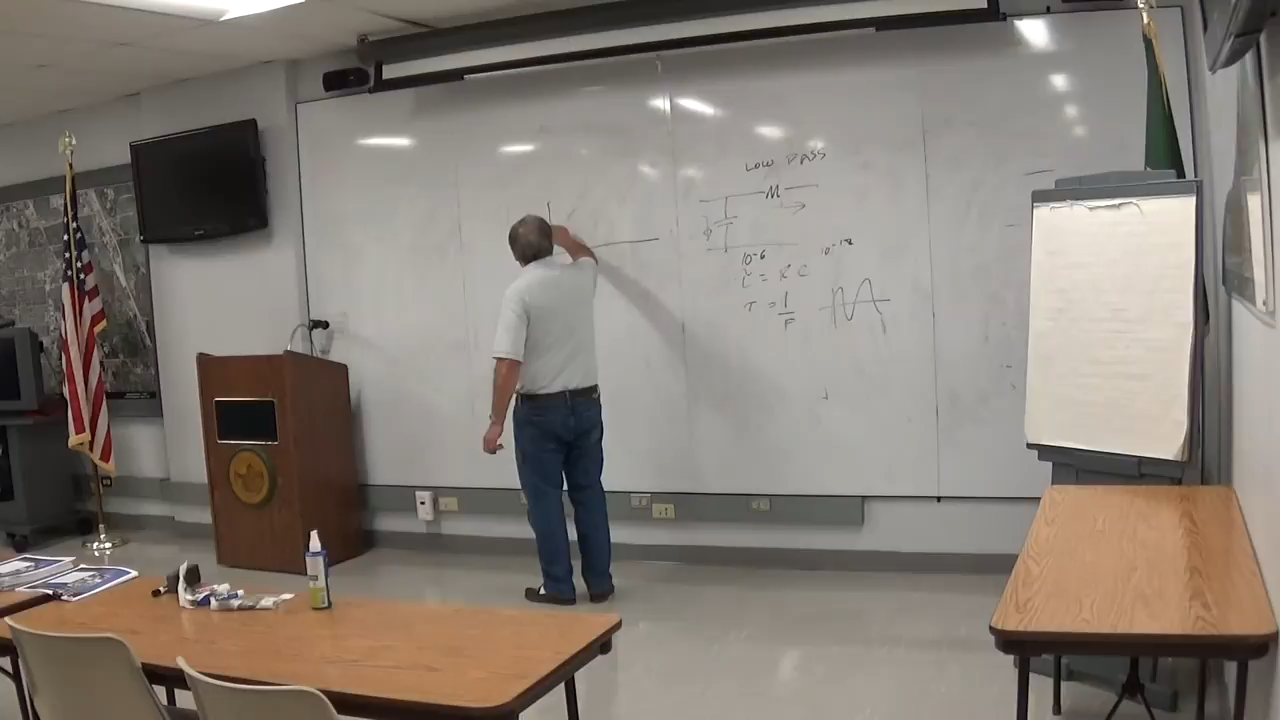 LOW PASS
10-6 10-12
τ = R C
T = 1
F